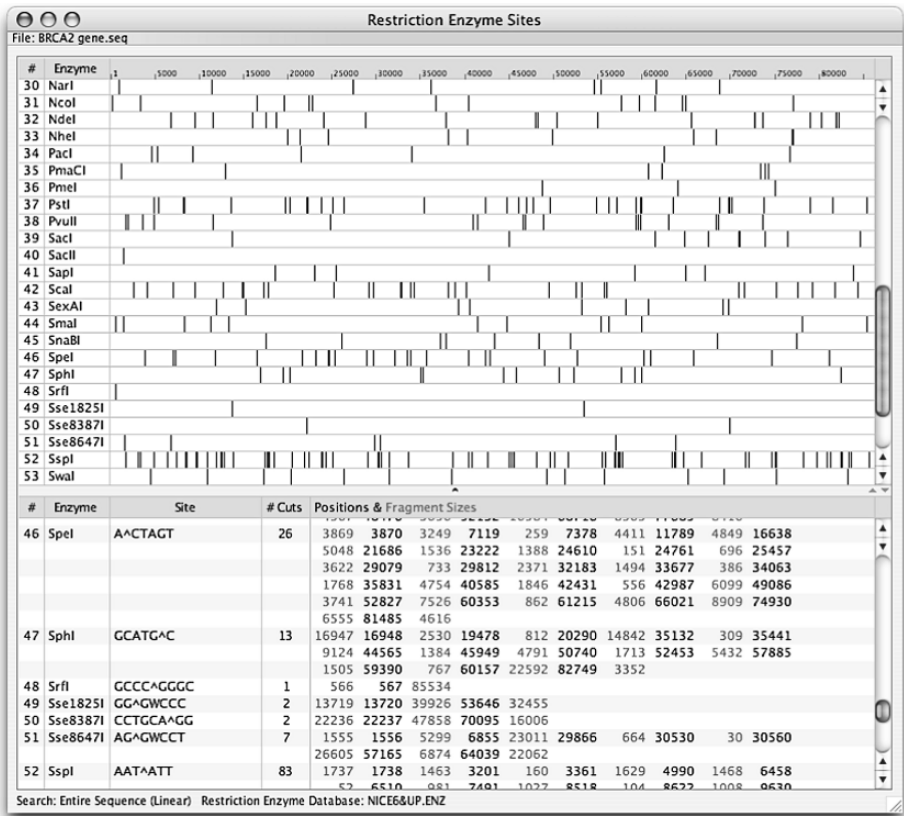 Restriction Enzyme Sites
File: BRCA2 gene.seq
# Enzyme 1 5000 10000 15000 20000 25000 30000 35000 40000 45000 50000 55000 60000 65000 70000 75000 80000
30 NarI
31 NcoI
32 NdeI
33 NheI
34 PacI
35 PmaCI
36 PmeI
37 PstI
38 PvuII
39 SacI
40 SacII
41 SapI
42 ScaI
43 SexAI
44 SmaI
45 SnaBI
46 SpeI
47 SphI
48 SrfI
49 Sse1825I
50 Sse8387I
51 Sse8647I
52 SspI
53 SwaI
# Enzyme Site # Cuts Positions & Fragment Sizes
46 SpeI A^CTAGT 26 3869 3870 3249 7119 259 7378 4411 11789 4849 16638
5048 21686 1536 23222 1388 24610 151 24761 696 25457
3622 29079 733 29812 2371 32183 1494 33677 386 34063
1768 35831 4754 40585 1846 42431 556 42987 6099 49086
3741 52827 7526 60353 862 61215 4806 66021 8909 74930
6555 81485 4616
47 SphI GCATG^C 13 16947 16948 2530 19478 812 20290 14842 35132 309 35441
9124 44565 1384 45949 4791 50740 1713 52453 5432 57885
1505 59390 767 60157 22592 82749 3352
48 SrfI GCCC^GGGC 1 566 567 85534
49 Sse1825I GG^GWCCC 2 13719 13720 39926 53646 32455
50 Sse8387I CCTGCA^GG 2 22236 22237 47858 70095 16006
51 Sse8647I AG^GWCCT 7 1555 1556 5299 6855 23011 29866 664 30530 30 30560
26605 57165 6874 64039 22062
52 SspI AAT^ATT 83 1737 1738 1463 3201 160 3361 1629 4990 1468 6458
52 6510 981 7491 1027 8518 104 8622 1008 9630
Search: Entire Sequence (Linear) Restriction Enzyme Database: NICE6&UP.ENZ